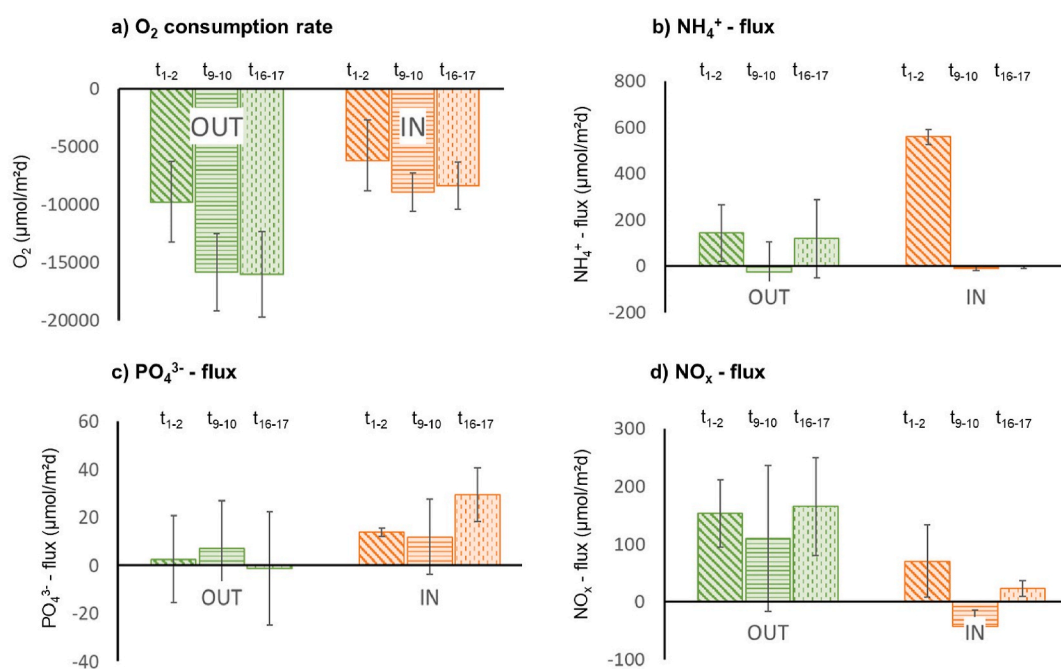 a) O₂ consumption rate
t₁₋₂ t₉₋₁₀ t₁₆₋₁₇ t₁₋₂ t₉₋₁₀ t₁₆₋₁₇
0
-5000
-10000
-15000
-20000
O₂ (µmol/m²d)
OUT IN
b) NH₄⁺ - flux
t₁₋₂ t₉₋₁₀ t₁₆₋₁₇ t₁₋₂ t₉₋₁₀ t₁₆₋₁₇
800
600
400
200
0
-200
NH₄⁺ - flux (µmol/m²d)
OUT IN
c) PO₄³⁻ - flux
t₁₋₂ t₉₋₁₀ t₁₆₋₁₇ t₁₋₂ t₉₋₁₀ t₁₆₋₁₇
60
40
20
0
-20
-40
PO₄³⁻ - flux (µmol/m²d)
OUT IN
d) NOₓ - flux
t₁₋₂ t₉₋₁₀ t₁₆₋₁₇ t₁₋₂ t₉₋₁₀ t₁₆₋₁₇
300
200
100
0
-100
NOₓ - flux (µmol/m²d)
OUT IN